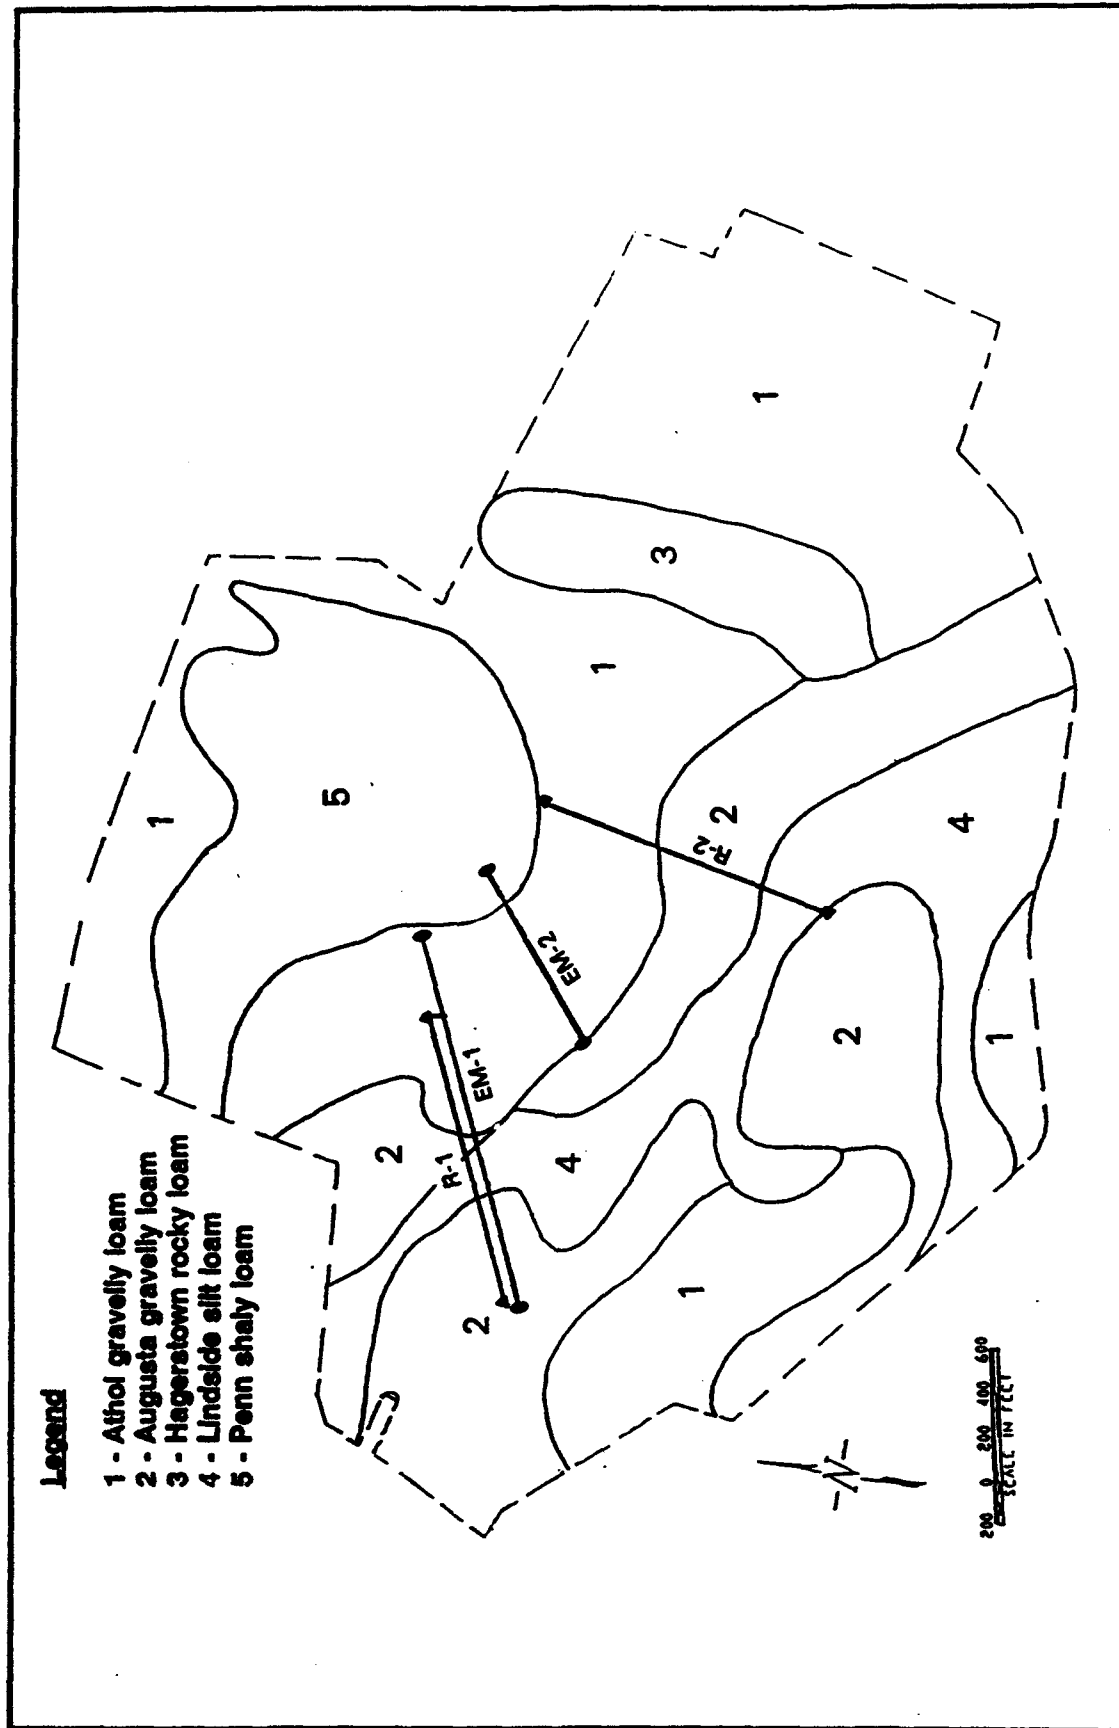 Legend
1 - Athol gravelly loam
2 - Augusta gravelly loam
3 - Hagerstown rocky loam
4 - Lindside silt loam
5 - Penn shaly loam
1
5
1
3
1
2
R-2
4
EM-2
EM-1
R-1
2
4
2
1
2
1
-N-
200 0 200 400 600
SCALE IN FEET